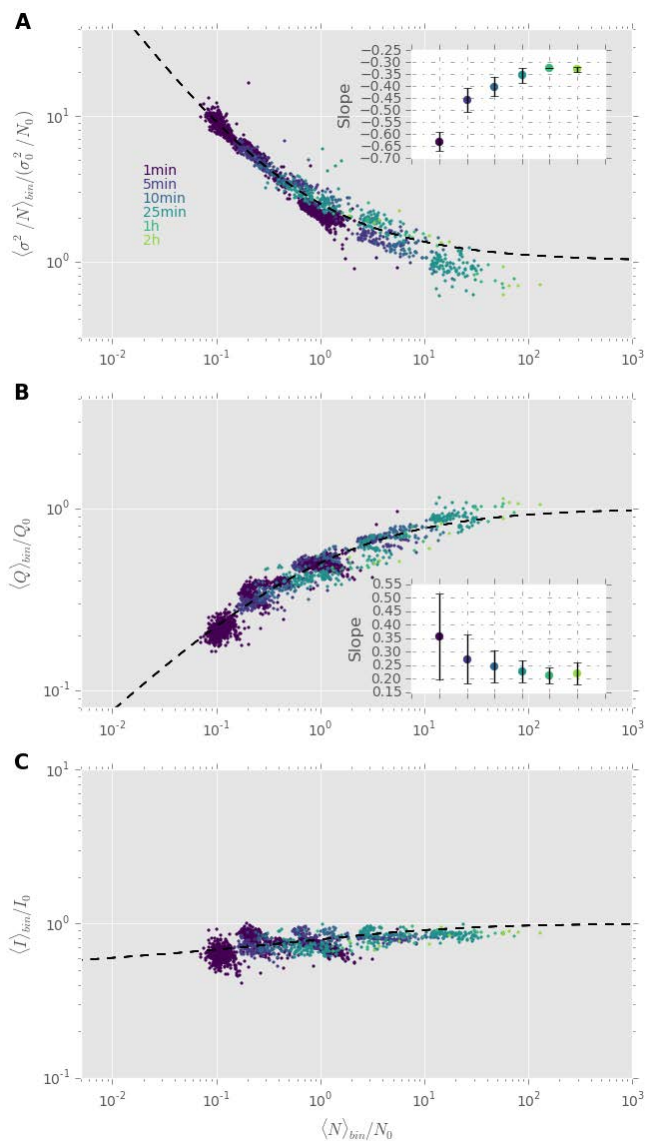 A
⟨σ² /N⟩bin/(σ₀² /N₀)
10¹
10⁰
1min
5min
10min
25min
1h
2h
Slope
−0.25
−0.30
−0.35
−0.40
−0.45
−0.50
−0.55
−0.60
−0.65
−0.70
10⁻² 10⁻¹ 10⁰ 10¹ 10² 10³
B
⟨Q⟩bin/Q₀
10⁰
10⁻¹
Slope
0.55
0.50
0.45
0.40
0.35
0.30
0.25
0.20
0.15
10⁻² 10⁻¹ 10⁰ 10¹ 10² 10³
C
⟨I⟩bin/I₀
10¹
10⁰
10⁻¹
10⁻² 10⁻¹ 10⁰ 10¹ 10² 10³
⟨N⟩bin/N₀